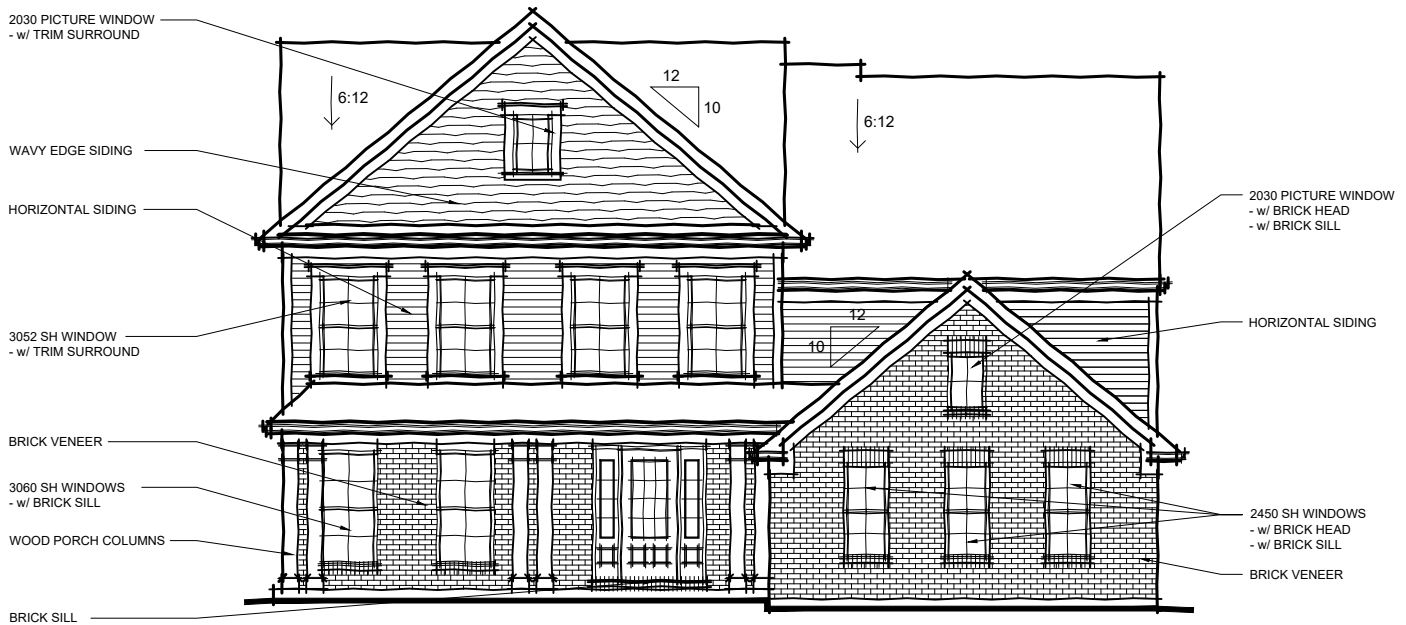 2030 PICTURE WINDOW
- w/ TRIM SURROUND
6:12
12
10
6:12
WAVY EDGE SIDING
HORIZONTAL SIDING
2030 PICTURE WINDOW
- w/ BRICK HEAD
- w/ BRICK SILL
12
10
3052 SH WINDOW
- w/ TRIM SURROUND
HORIZONTAL SIDING
BRICK VENEER
3060 SH WINDOWS
- w/ BRICK SILL
WOOD PORCH COLUMNS
2450 SH WINDOWS
- w/ BRICK HEAD
- w/ BRICK SILL
BRICK VENEER
BRICK SILL